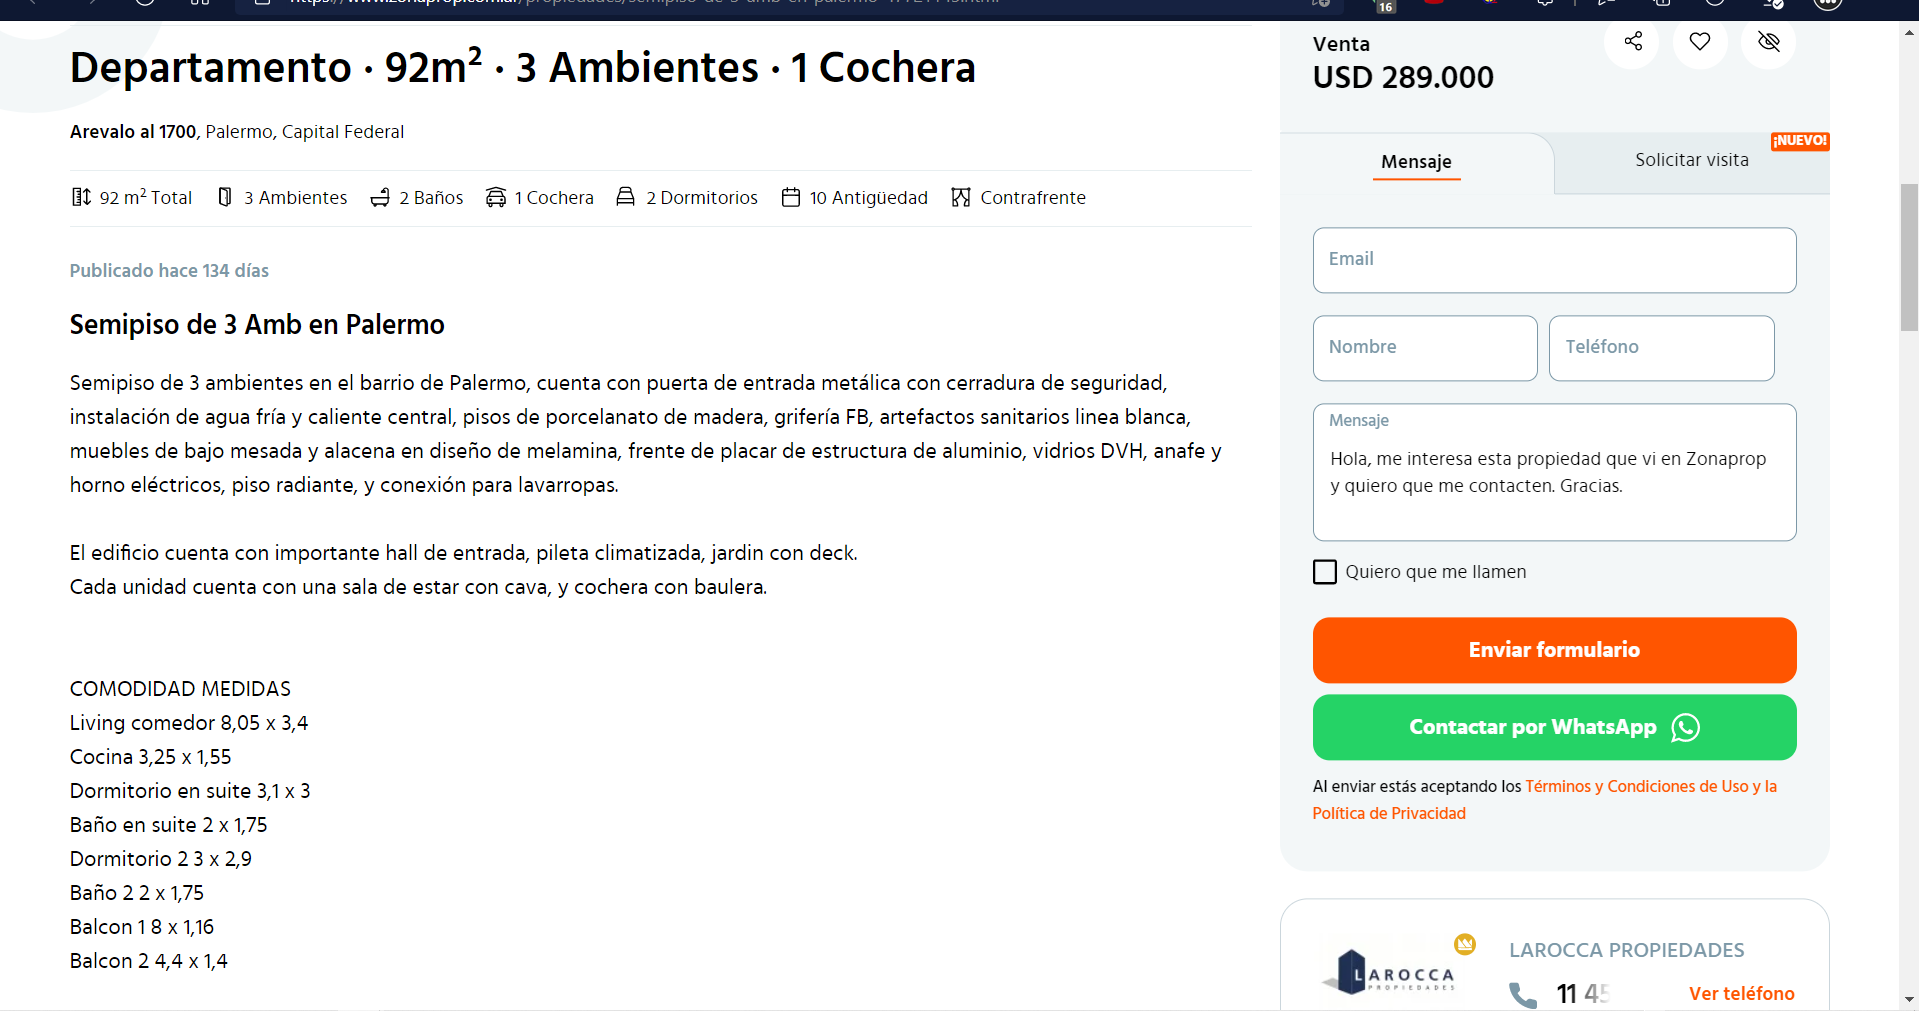 16
Departamento · 92m² · 3 Ambientes · 1 Cochera
Arevalo al 1700, Palermo, Capital Federal
92 m² Total 3 Ambientes 2 Baños 1 Cochera 2 Dormitorios 10 Antigüedad Contrafrente
Publicado hace 134 días
Semipiso de 3 Amb en Palermo
Semipiso de 3 ambientes en el barrio de Palermo, cuenta con puerta de entrada metálica con cerradura de seguridad,
instalación de agua fría y caliente central, pisos de porcelanato de madera, grifería FB, artefactos sanitarios linea blanca,
muebles de bajo mesada y alacena en diseño de melamina, frente de placar de estructura de aluminio, vidrios DVH, anafe y
horno eléctricos, piso radiante, y conexión para lavarropas.
El edificio cuenta con importante hall de entrada, pileta climatizada, jardin con deck.
Cada unidad cuenta con una sala de estar con cava, y cochera con baulera.
COMODIDAD MEDIDAS
Living comedor 8,05 x 3,4
Cocina 3,25 x 1,55
Dormitorio en suite 3,1 x 3
Baño en suite 2 x 1,75
Dormitorio 2 3 x 2,9
Baño 2 2 x 1,75
Balcon 1 8 x 1,16
Balcon 2 4,4 x 1,4
Venta
USD 289.000
Mensaje
Solicitar visita
¡NUEVO!
Email
Nombre
Teléfono
Mensaje
Hola, me interesa esta propiedad que vi en Zonaprop
y quiero que me contacten. Gracias.
Quiero que me llamen
Enviar formulario
Contactar por WhatsApp
Al enviar estás aceptando los Términos y Condiciones de Uso y la
Política de Privacidad
LAROCCA
PROPIEDADES
LAROCCA PROPIEDADES
11 45
Ver teléfono